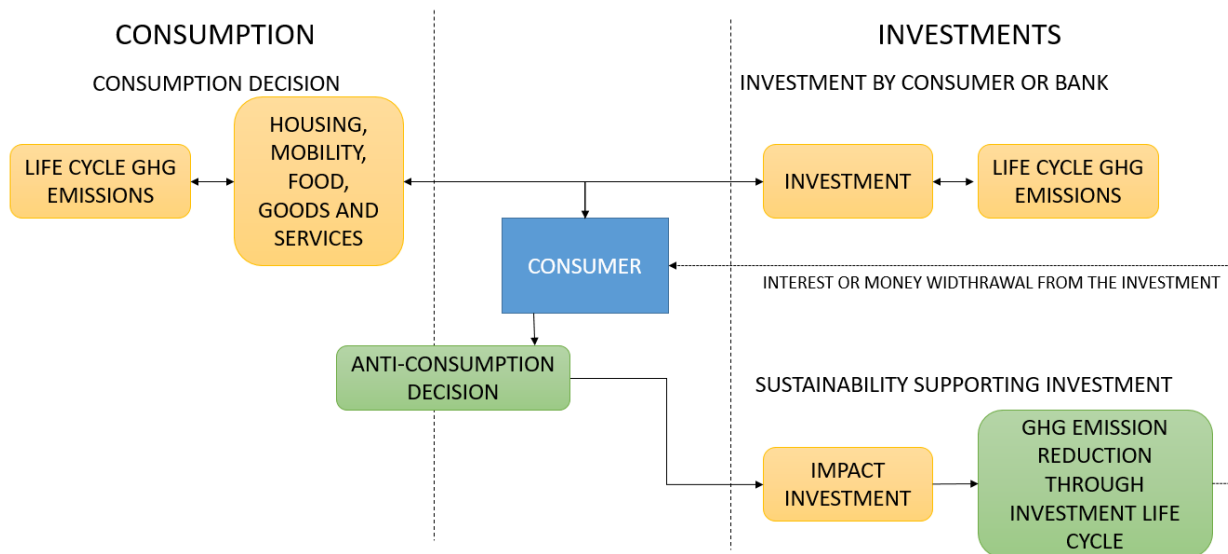 CONSUMPTION
INVESTMENTS
CONSUMPTION DECISION
INVESTMENT BY CONSUMER OR BANK
LIFE CYCLE GHG
EMISSIONS
HOUSING,
MOBILITY,
FOOD,
GOODS AND
SERVICES
INVESTMENT
LIFE CYCLE GHG
EMISSIONS
CONSUMER
INTEREST OR MONEY WIDTHRAWAL FROM THE INVESTMENT
ANTI-CONSUMPTION
DECISION
SUSTAINABILITY SUPPORTING INVESTMENT
IMPACT
INVESTMENT
GHG EMISSION
REDUCTION
THROUGH
INVESTMENT LIFE
CYCLE